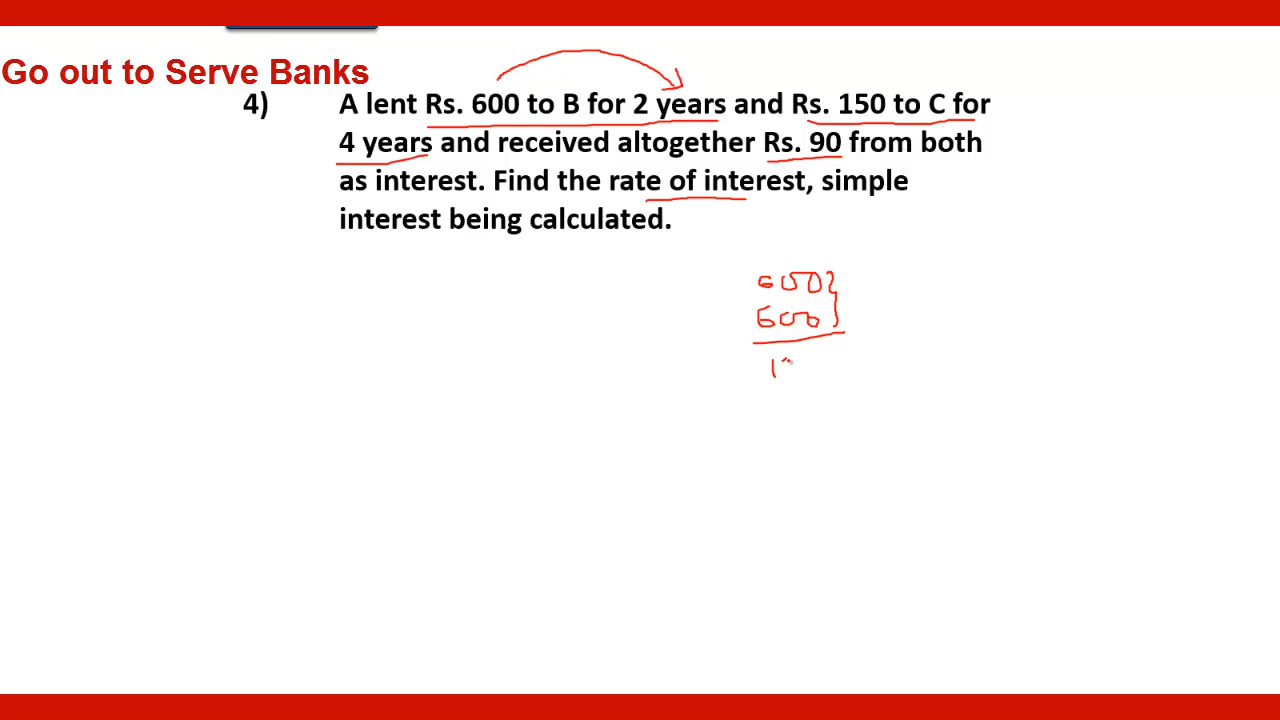 Go out to Serve Banks
4) A lent Rs. 600 to B for 2 years and Rs. 150 to C for
4 years and received altogether Rs. 90 from both
as interest. Find the rate of interest, simple
interest being calculated.
600
600
1